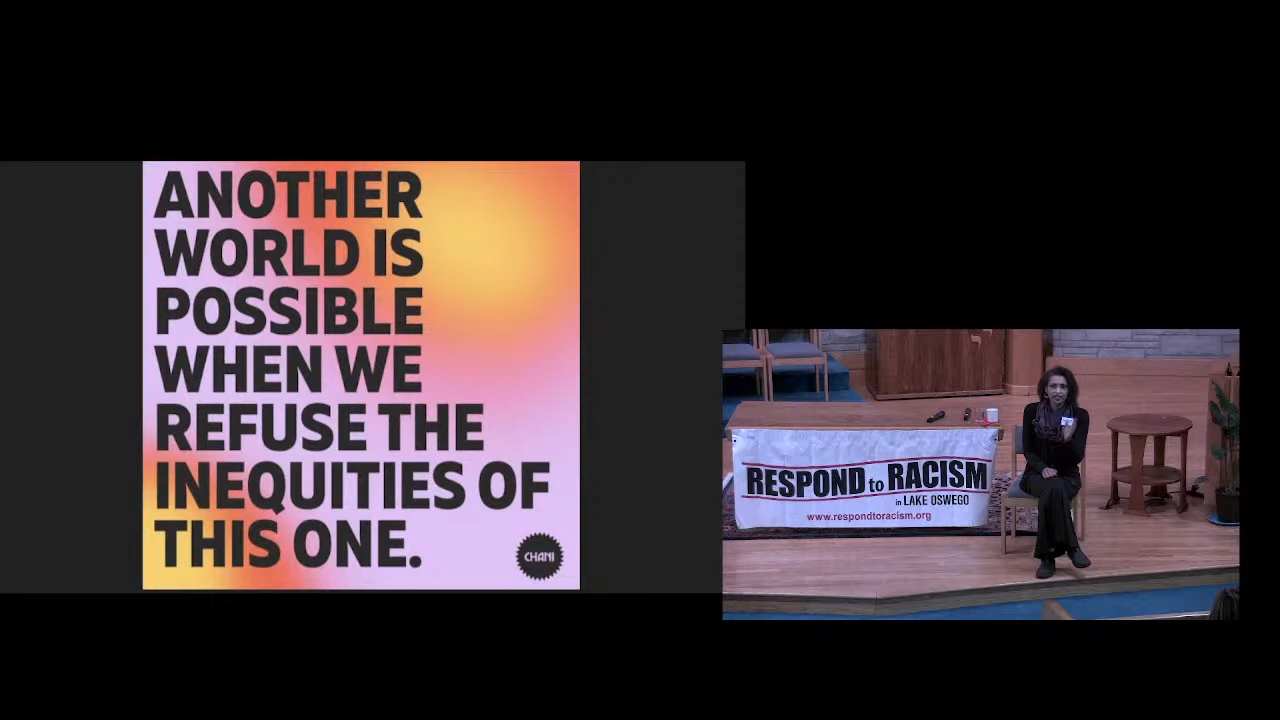 ANOTHER
WORLD IS
POSSIBLE
WHEN WE
REFUSE THE
INEQUITIES OF
THIS ONE.
CHANI
RESPOND to RACISM
in LAKE OSWEGO
www.respondtoracism.org